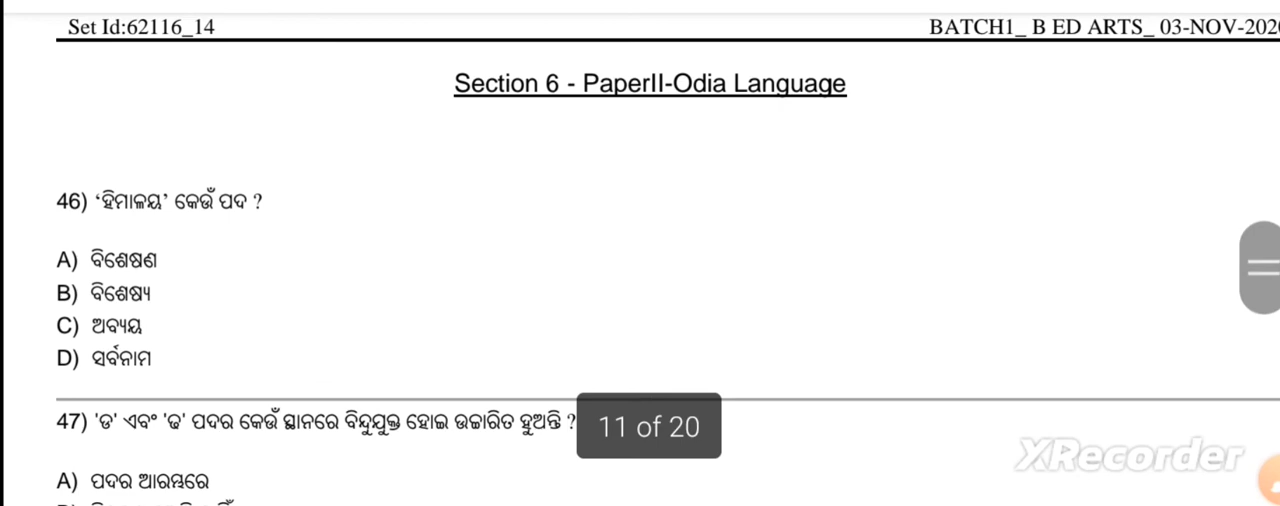 Set Id:62116_14 BATCH1_ B ED ARTS_ 03-NOV-202
Section 6 - PaperII-Odia Language
46) ‘ହିମାଳୟ’ କେଉଁ ପଦ ?
A) ବିଶେଷଣ
B) ବିଶେଷ୍ୟ
C) ଅବ୍ୟୟ
D) ସର୍ବନାମ
47) 'ଡ' ଏବଂ 'ଢ' ପଦର କେଉଁ ସ୍ଥାନରେ ବିନ୍ଦୁଯୁକ୍ତ ହୋଇ ଉଚ୍ଚାରିତ ହୁଅନ୍ତି ?
11 of 20
XRecorder
A) ପଦର ଆରମ୍ଭରେ